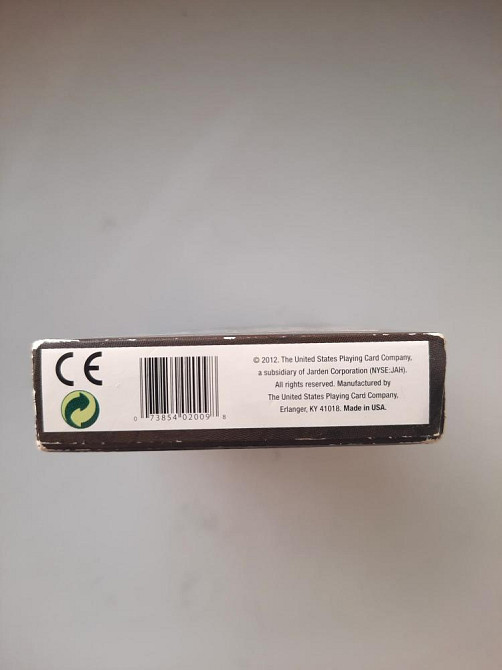 CE
0 73854 02009 8
© 2012. The United States Playing Card Company,
a subsidiary of Jarden Corporation (NYSE:JAH).
All rights reserved. Manufactured by
The United States Playing Card Company,
Erlanger, KY 41018. Made in USA.